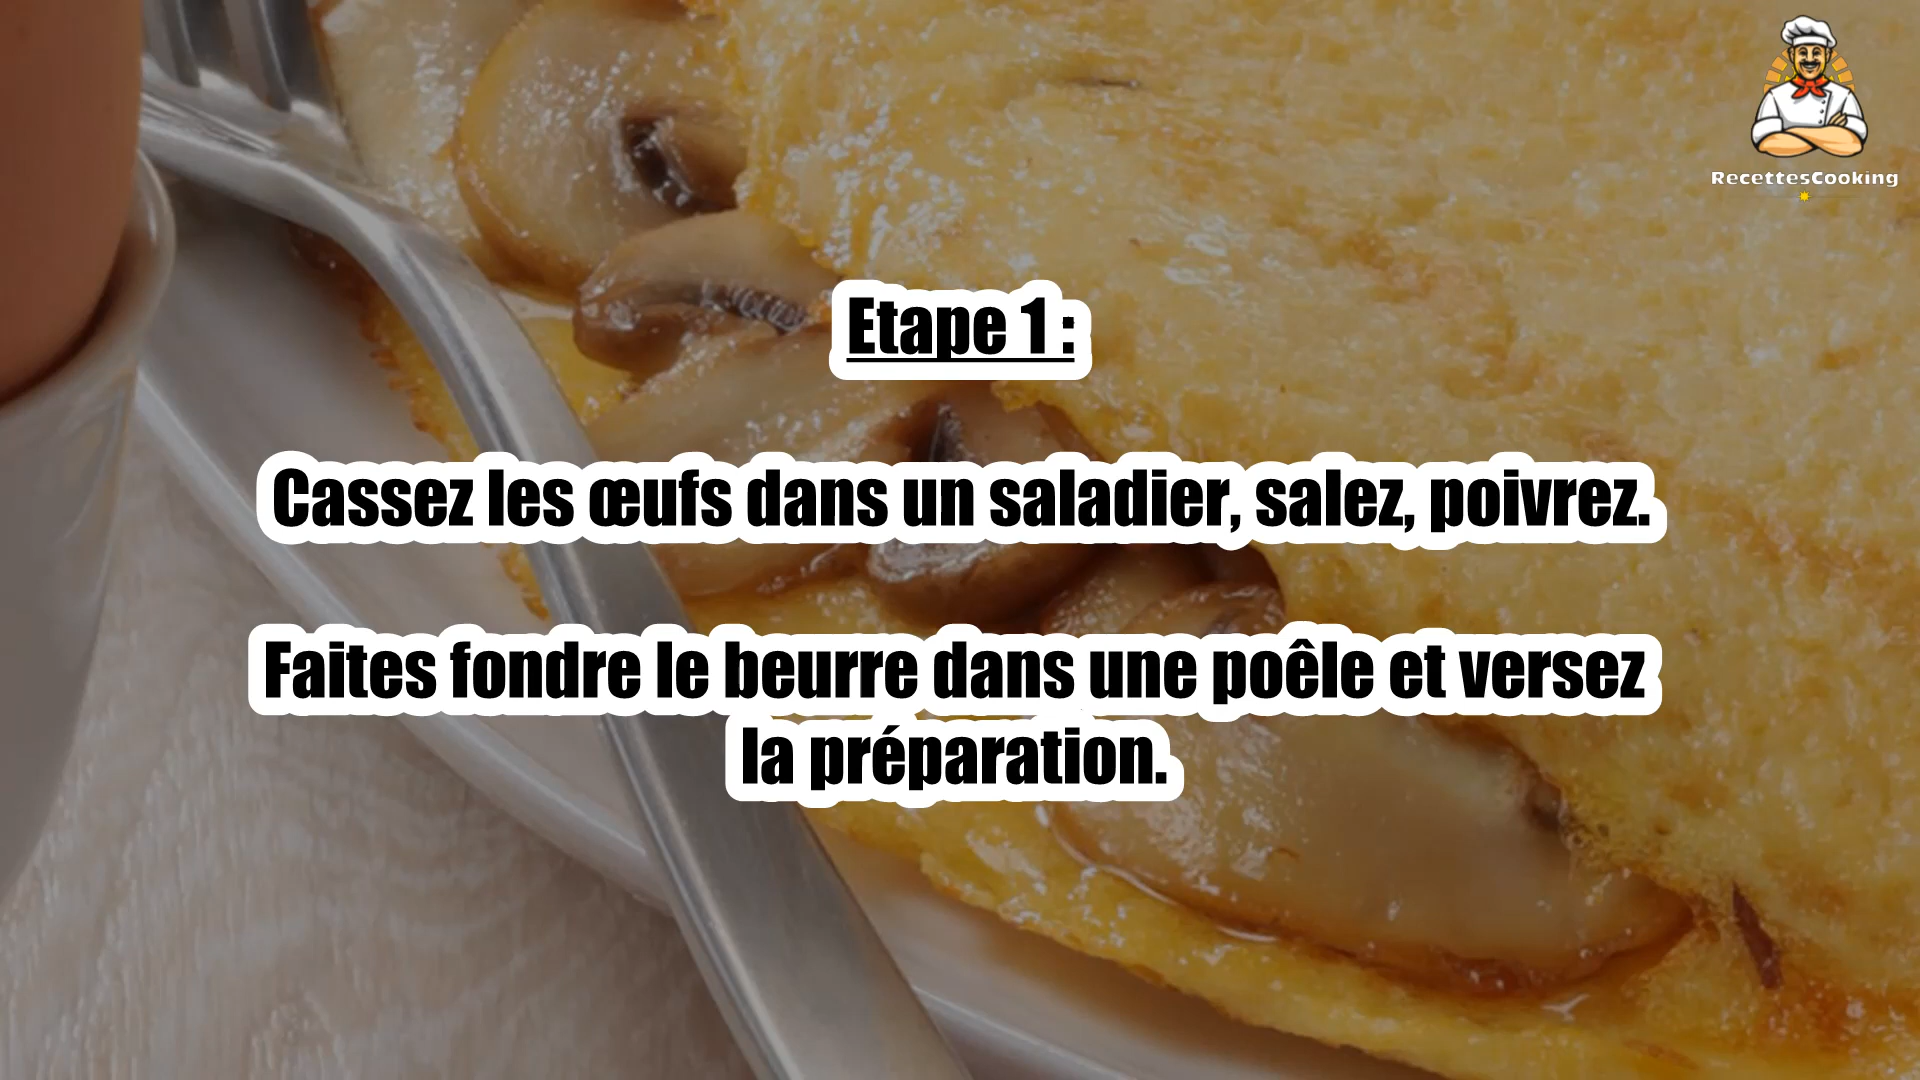 RecettesCooking
Etape 1 :
Cassez les œufs dans un saladier, salez, poivrez.
Faites fondre le beurre dans une poêle et versez
la préparation.